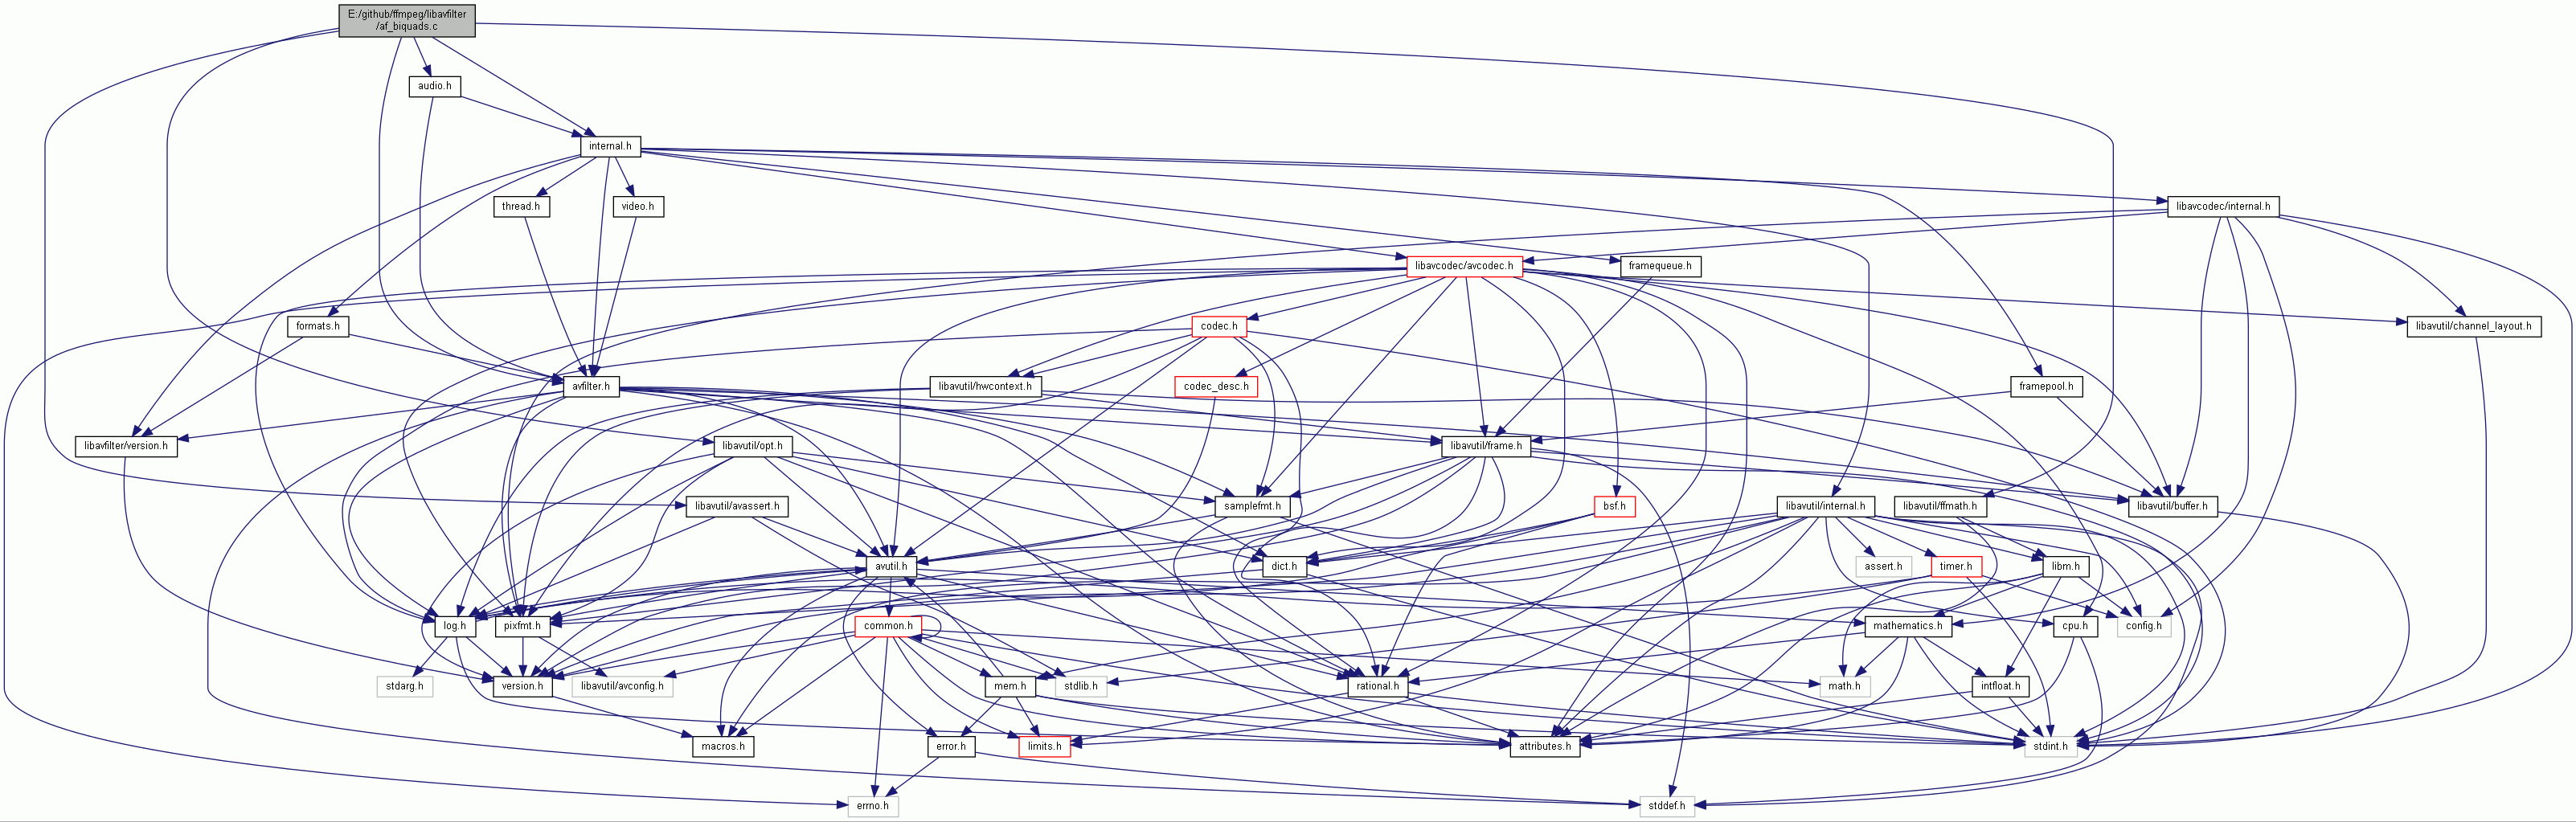 E:/github/ffmpeg/libavfilter
/af_biquads.c
audio.h
internal.h
thread.h
video.h
libavcodec/internal.h
libavcodec/avcodec.h
framequeue.h
formats.h
codec.h
libavutil/channel_layout.h
avfilter.h
libavutil/hwcontext.h
codec_desc.h
framepool.h
libavfilter/version.h
libavutil/opt.h
libavutil/frame.h
libavutil/avassert.h
samplefmt.h
bsf.h
libavutil/internal.h
libavutil/ffmath.h
libavutil/buffer.h
avutil.h
dict.h
assert.h
timer.h
libm.h
log.h
pixfmt.h
common.h
mathematics.h
cpu.h
config.h
stdarg.h
version.h
libavutil/avconfig.h
mem.h
stdlib.h
rational.h
math.h
intfloat.h
macros.h
error.h
limits.h
attributes.h
stdint.h
errno.h
stddef.h